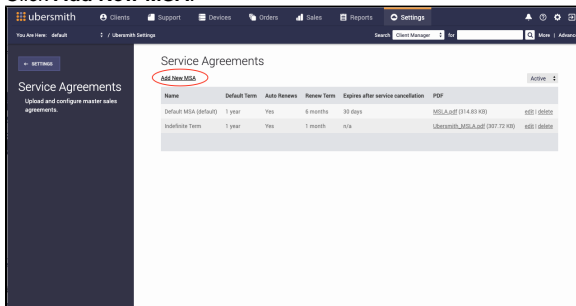 Click Add New MSA.
ubersmith Clients Support Devices Orders Sales Reports Settings
You Are Here: default / Ubersmith Settings Search Client Manager for More | Advanc
← SETTINGS
Service Agreements
Upload and configure master sales
agreements.
Service Agreements
Add New MSA Active
Name Default Term Auto Renews Renew Term Expires after service cancellation PDF
Default MSA (default) 1 year Yes 6 months 30 days MSLA.pdf (314.83 KB) edit | delete
Indefinite Term 1 year Yes 1 month n/a Ubersmith_MSLA.pdf (307.72 KB) edit | delete